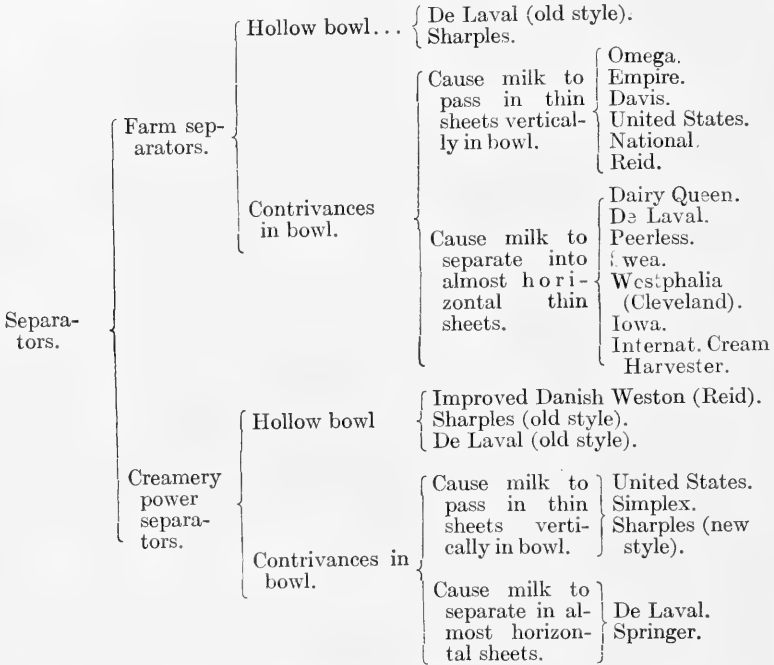 Separa-
tors.
Farm sep-
arators.
Hollow bowl...
De Laval (old style).
Sharples.
Contrivances
in bowl.
Cause milk to
pass in thin
sheets vertical-
ly in bowl.
Omega.
Empire.
Davis.
United States.
National.
Reid.
Cause milk to
separate into
almost hori-
zontal thin
sheets.
Dairy Queen.
De Laval.
Peerless.
Westphalia
(Cleveland).
Iowa.
Internat. Cream
Harvester.
Creamery
power
separa-
tors.
Hollow bowl
Improved Danish Weston (Reid).
Sharples (old style).
De Laval (old style).
Contrivances in
bowl.
Cause milk to
pass in thin
sheets verti-
cally in bowl.
United States.
Simplex.
Sharples (new
style).
Cause milk to
separate in al-
most horizon-
tal sheets.
De Laval.
Springer.